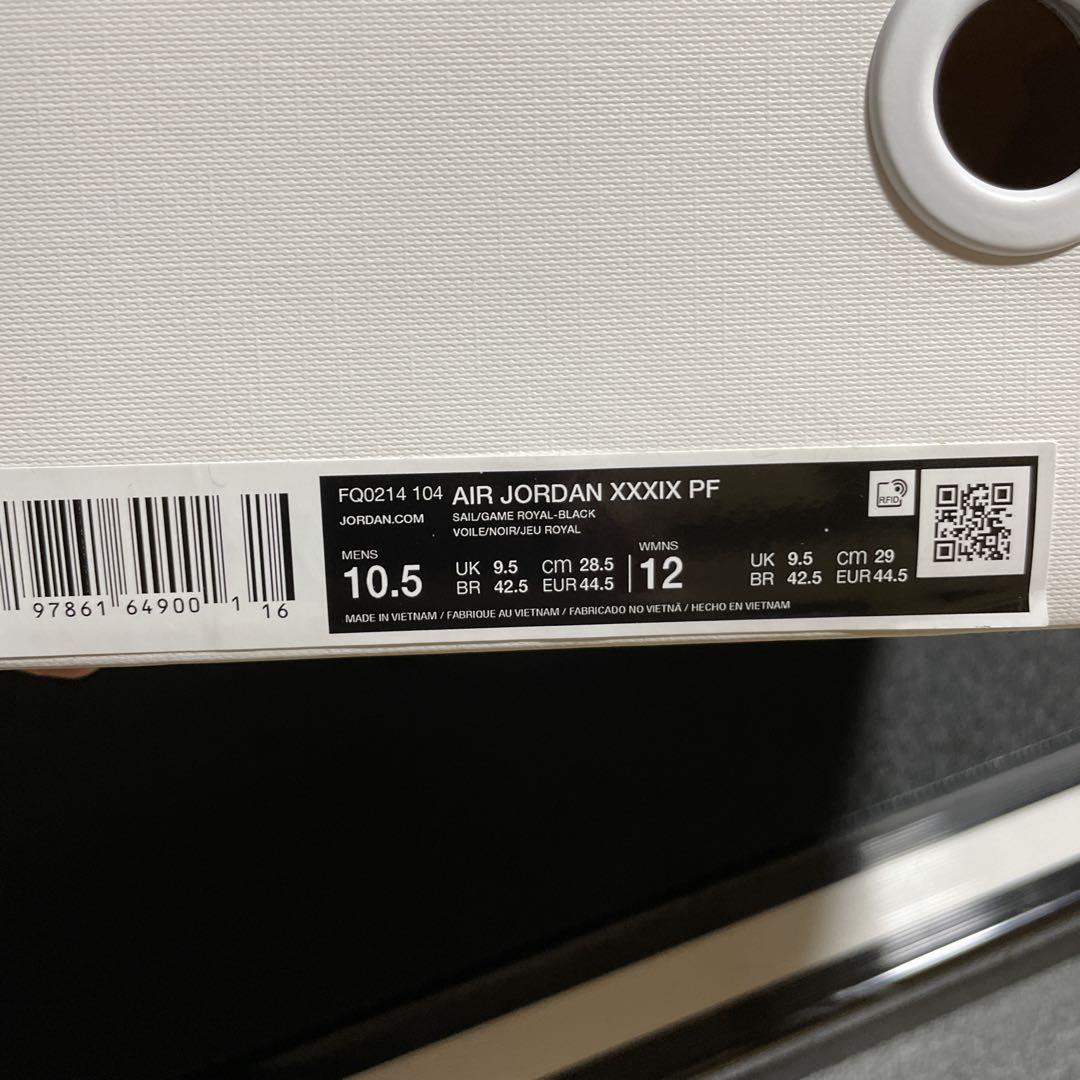 FQ0214 104 AIR JORDAN XXXIX PF
JORDAN.COM
SAIL/GAME ROYAL-BLACK
VOILE/NOIR/JEU ROYAL
RFID
MENS
10.5
UK 9.5 cm 28.5
BR 42.5 EUR 44.5
WMNS
12
UK 9.5 cm 29
BR 42.5 EUR 44.5
MADE IN VIETNAM / FABRIQUE AU VIETNAM / FABRICADO NO VIETNÃ / HECHO EN VIETNAM
97861 64900 1 16